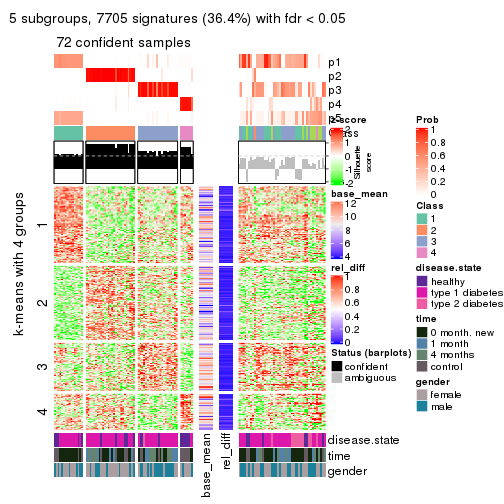 5 subgroups, 7705 signatures (36.4%) with fdr < 0.05
72 confident samples
p1
p2
p3
p4
p5
Class
z-score
2
1
-1
-2
Silhouette
score
k-means with 4 groups
1
2
3
4
base_mean
12
10
8
6
4
rel_diff
1
0.8
0.6
0.4
0.2
0
Status (barplots)
confident
ambiguous
Prob
1
0.8
0.6
0.4
0.2
0
Class
1
2
3
4
disease.state
healthy
type 1 diabetes
type 2 diabetes
time
0 month. new
1 month
4 months
control
gender
female
male
disease.state
time
gender
base_mean
rel_diff